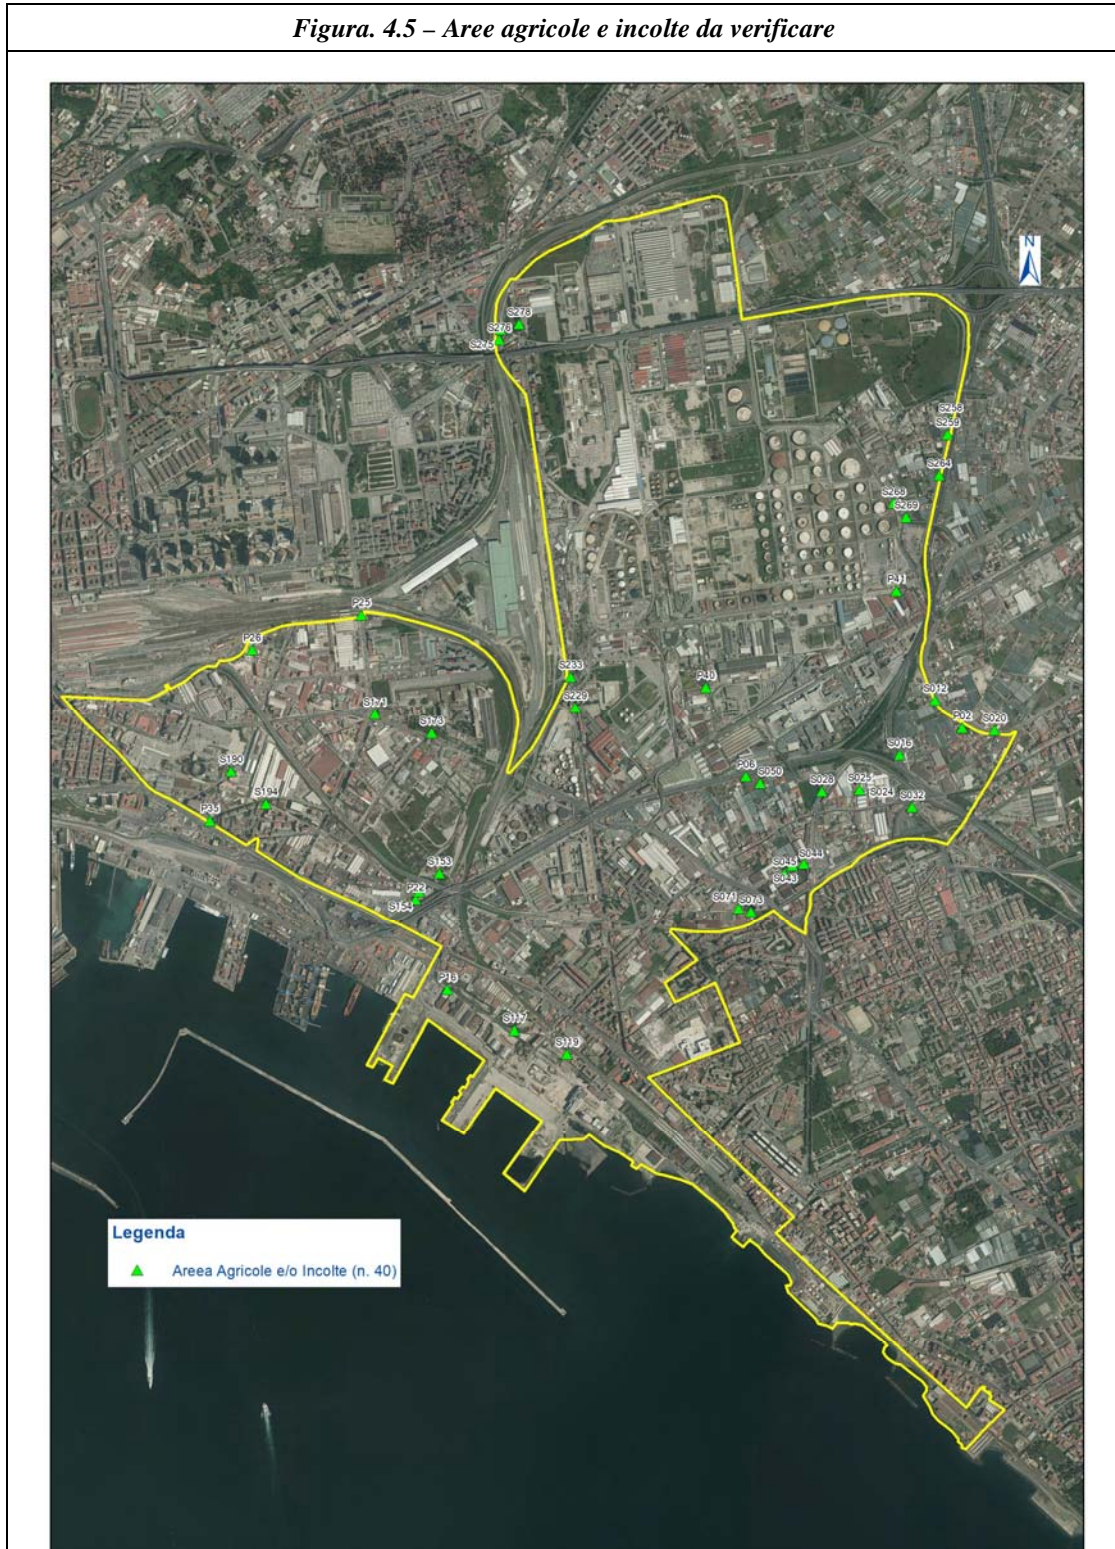 Figura. 4.5 – Aree agricole e incolte da verificare
N
S278
S276
S275
S258
S259
S264
S268
S269
P41
P25
P26
S233
P40
S229
S012
S171
P02
S020
S173
S016
S190
P06
S050
S028
S025
S024
S194
S032
P35
S153
S045
S044
S043
P22
S154
S071
S073
P16
S117
S119
Legenda
Areea Agricole e/o Incolte (n. 40)